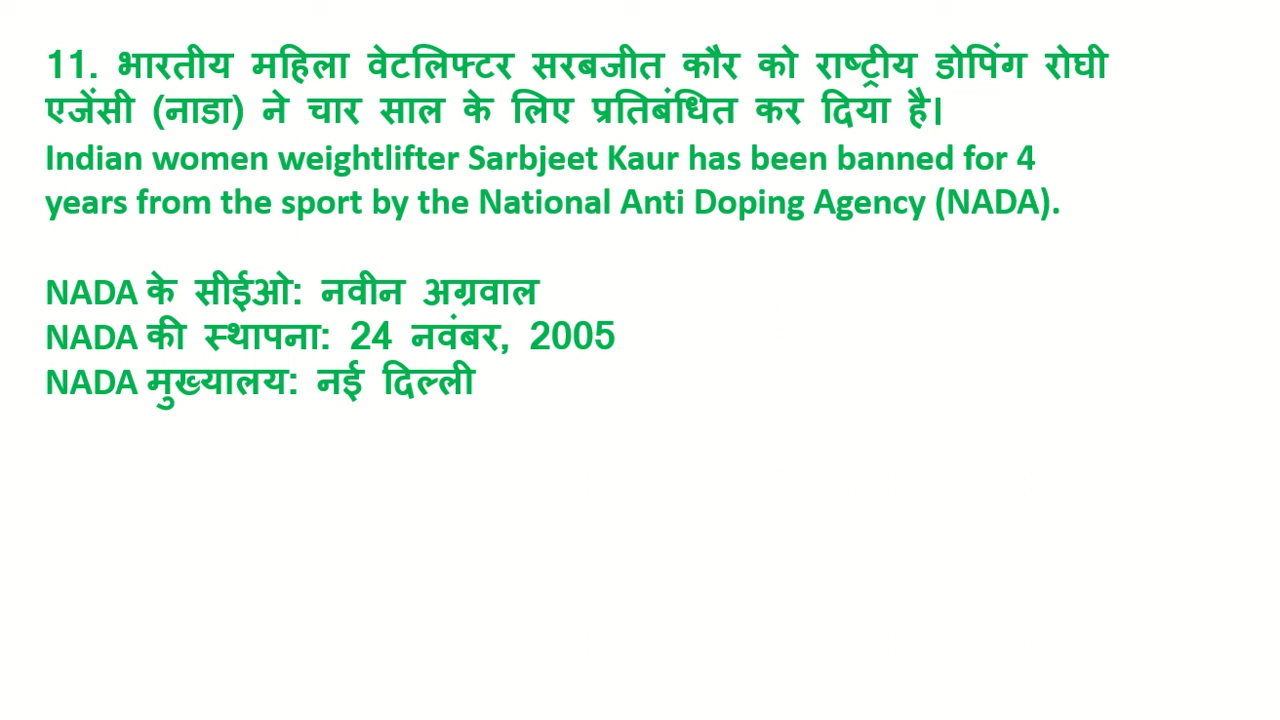 11. भारतीय महिला वेटलिफ्टर सरबजीत कौर को राष्ट्रीय डोपिंग रोघी
एजेंसी (नाडा) ने चार साल के लिए प्रतिबंधित कर दिया है।
Indian women weightlifter Sarbjeet Kaur has been banned for 4
years from the sport by the National Anti Doping Agency (NADA).
NADA के सीईओ: नवीन अग्रवाल
NADA की स्थापना: 24 नवंबर, 2005
NADA मुख्यालय: नई दिल्ली